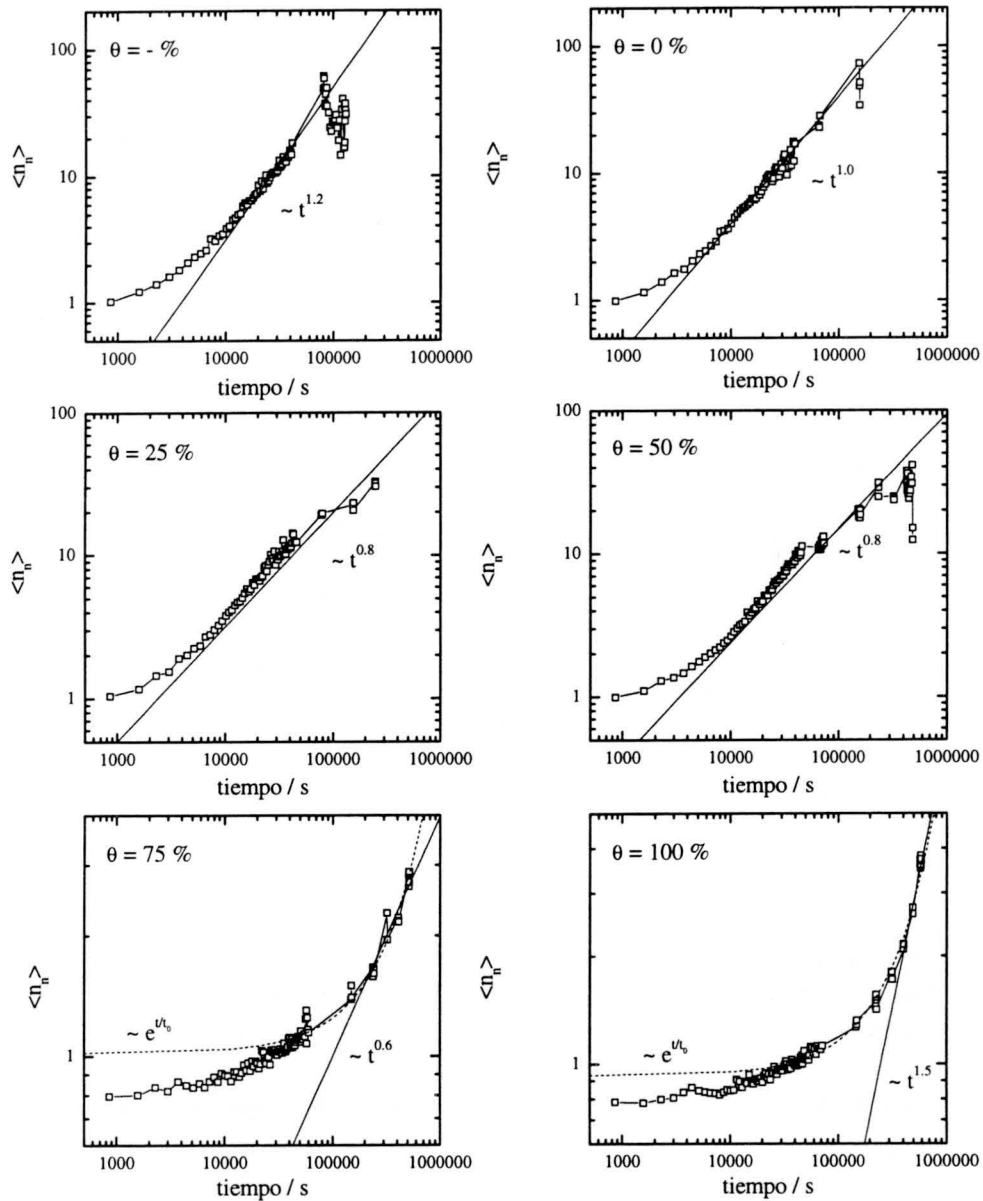 θ = - %
100
10
1
<n_n>
~ t^1.2
1000 10000 100000 1000000
tiempo / s
θ = 0 %
100
10
1
<n_n>
~ t^1.0
1000 10000 100000 1000000
tiempo / s
θ = 25 %
100
10
1
<n_n>
~ t^0.8
1000 10000 100000 1000000
tiempo / s
θ = 50 %
100
10
1
<n_n>
~ t^0.8
1000 10000 100000 1000000
tiempo / s
θ = 75 %
1
<n_n>
~ e^t/t_0
~ t^0.6
1000 10000 100000 1000000
tiempo / s
θ = 100 %
1
<n_n>
~ e^t/t_0
~ t^1.5
1000 10000 100000 1000000
tiempo / s